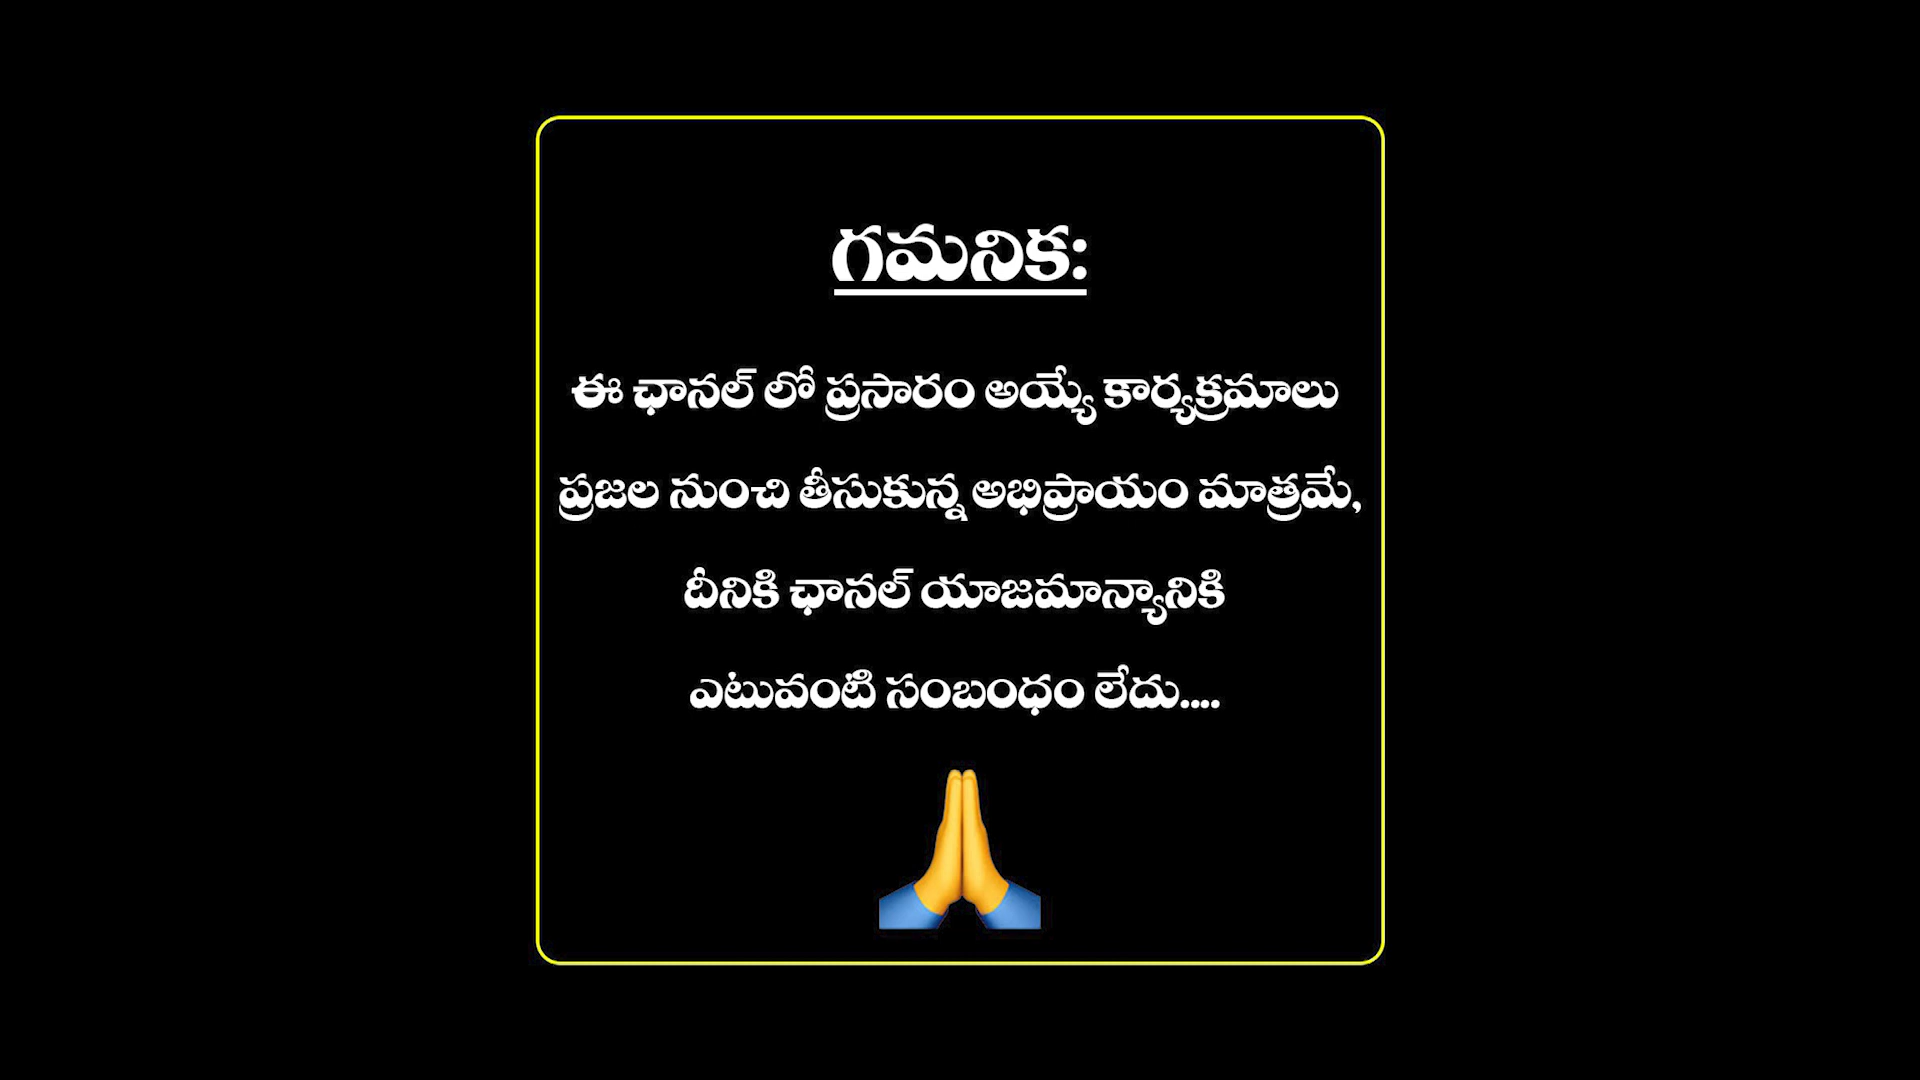 గమనిక:
ఈ ఛానల్ లో ప్రసారం అయ్యే కార్యక్రమాలు
ప్రజల నుంచి తీసుకున్న అభిప్రాయం మాత్రమే,
దీనికి ఛానల్ యాజమాన్యానికి
ఎటువంటి సంబంధం లేదు....